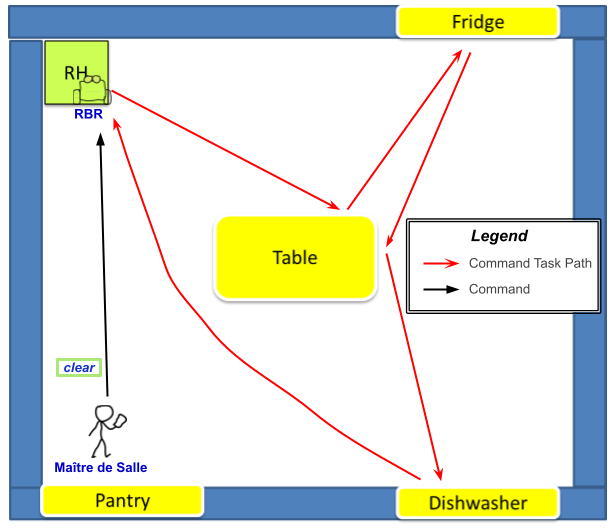 Fridge
RH
RBR
Table
Legend
Command Task Path
Command
clear
Maître de Salle
Pantry
Dishwasher